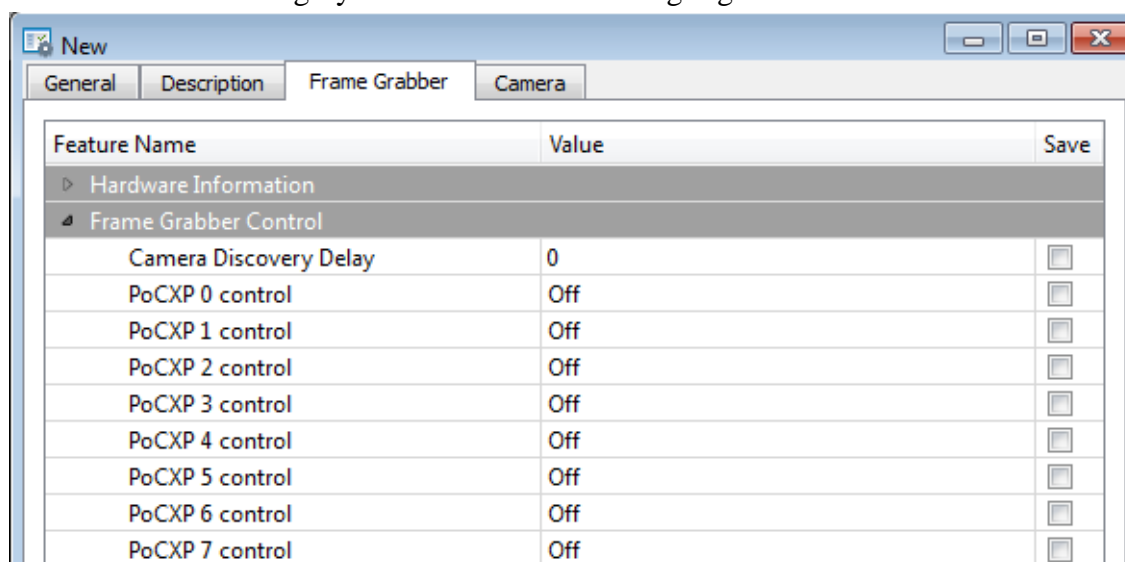 New
General Description Frame Grabber Camera
Feature Name Value Save
Hardware Information
Frame Grabber Control
Camera Discovery Delay 0
PoCXP 0 control Off
PoCXP 1 control Off
PoCXP 2 control Off
PoCXP 3 control Off
PoCXP 4 control Off
PoCXP 5 control Off
PoCXP 6 control Off
PoCXP 7 control Off